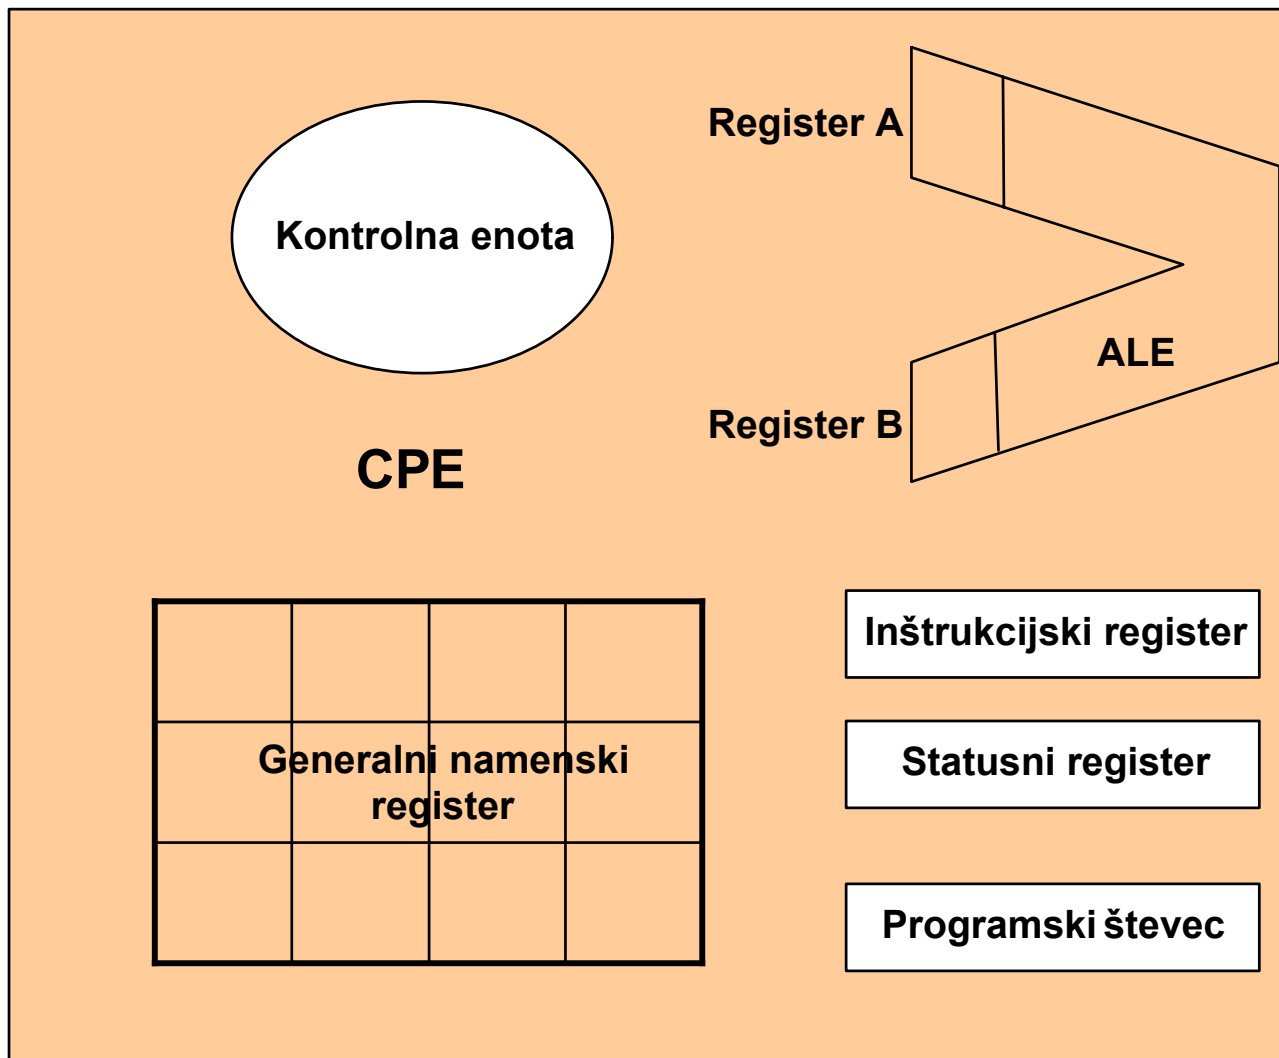 Register A
Kontrolna enota
ALE
Register B
CPE
Inštrukcijski register
Generalni namenski
register
Statusni register
Programski števec